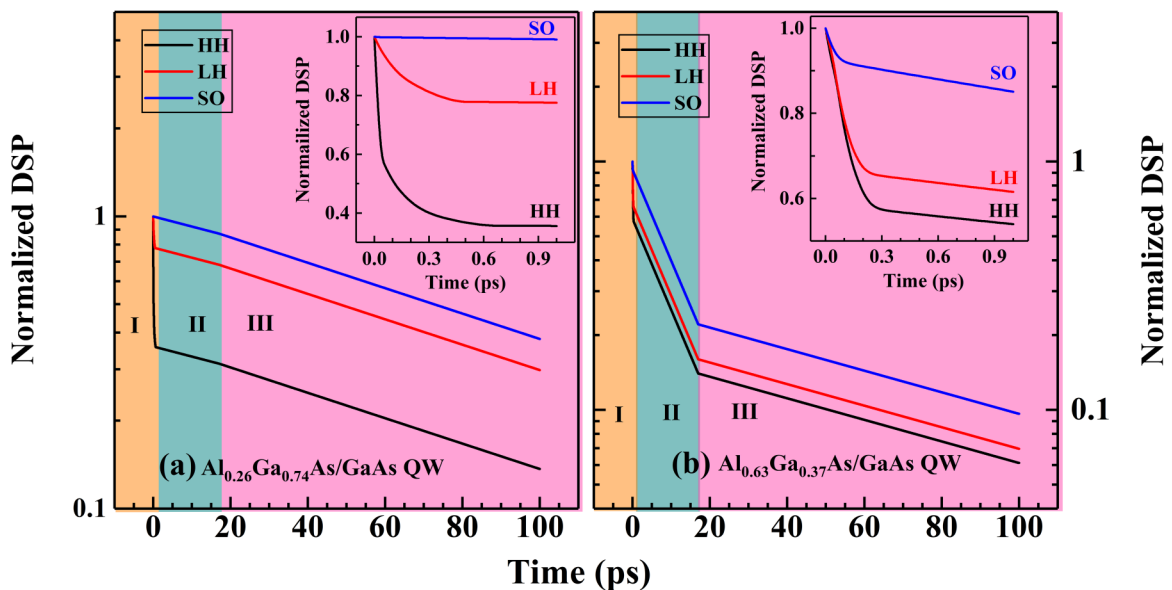 Normalized DSP
1
0.1
HH
LH
SO
I
II
III
(a) Al0.26Ga0.74As/GaAs QW
0 20 40 60 80 100
Normailized DSP
1.0
0.8
0.6
0.4
SO
LH
HH
0.0 0.3 0.6 0.9
Time (ps)
HH
LH
SO
I
II
III
(b) Al0.63Ga0.37As/GaAs QW
0 20 40 60 80 100
Normalized DSP
1.0
0.8
0.6
SO
LH
HH
0.0 0.3 0.6 0.9
Time (ps)
1
0.1
Normalized DSP
Time (ps)